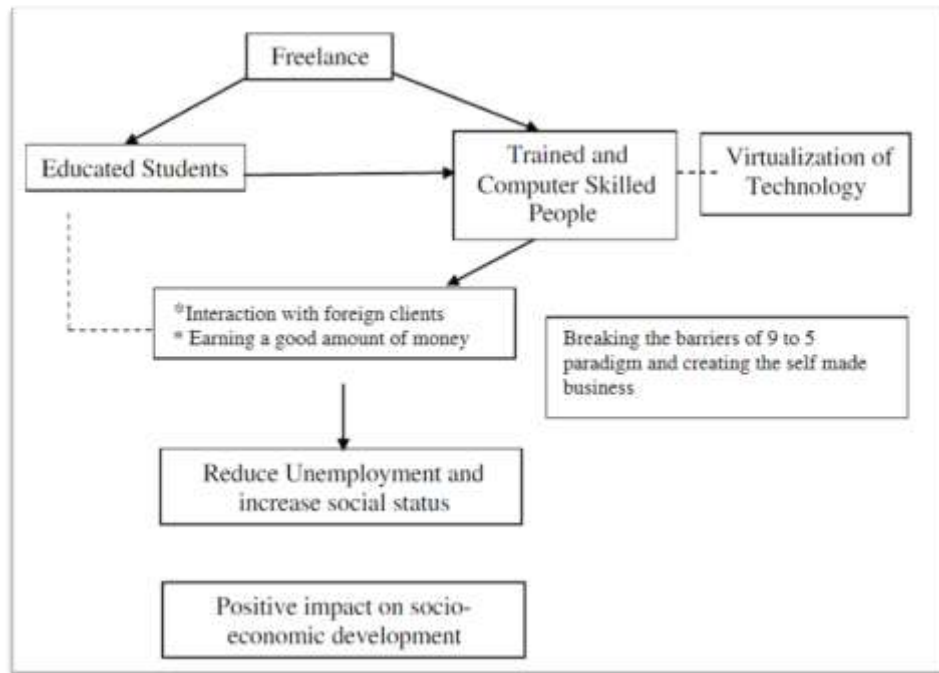 Freelance
Educated Students
Trained and
Computer Skilled
People
Virtualization of
Technology
*Interaction with foreign clients
* Earning a good amount of money
Breaking the barriers of 9 to 5
paradigm and creating the self made
business
Reduce Unemployment and
increase social status
Positive impact on socio-
economic development